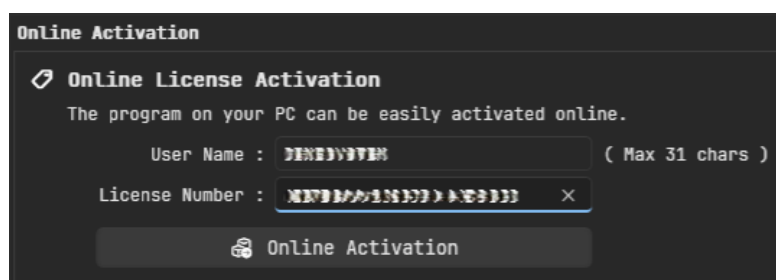 Online Activation
Online License Activation
The program on your PC can be easily activated online.
User Name : ( Max 31 chars )
License Number :
Online Activation